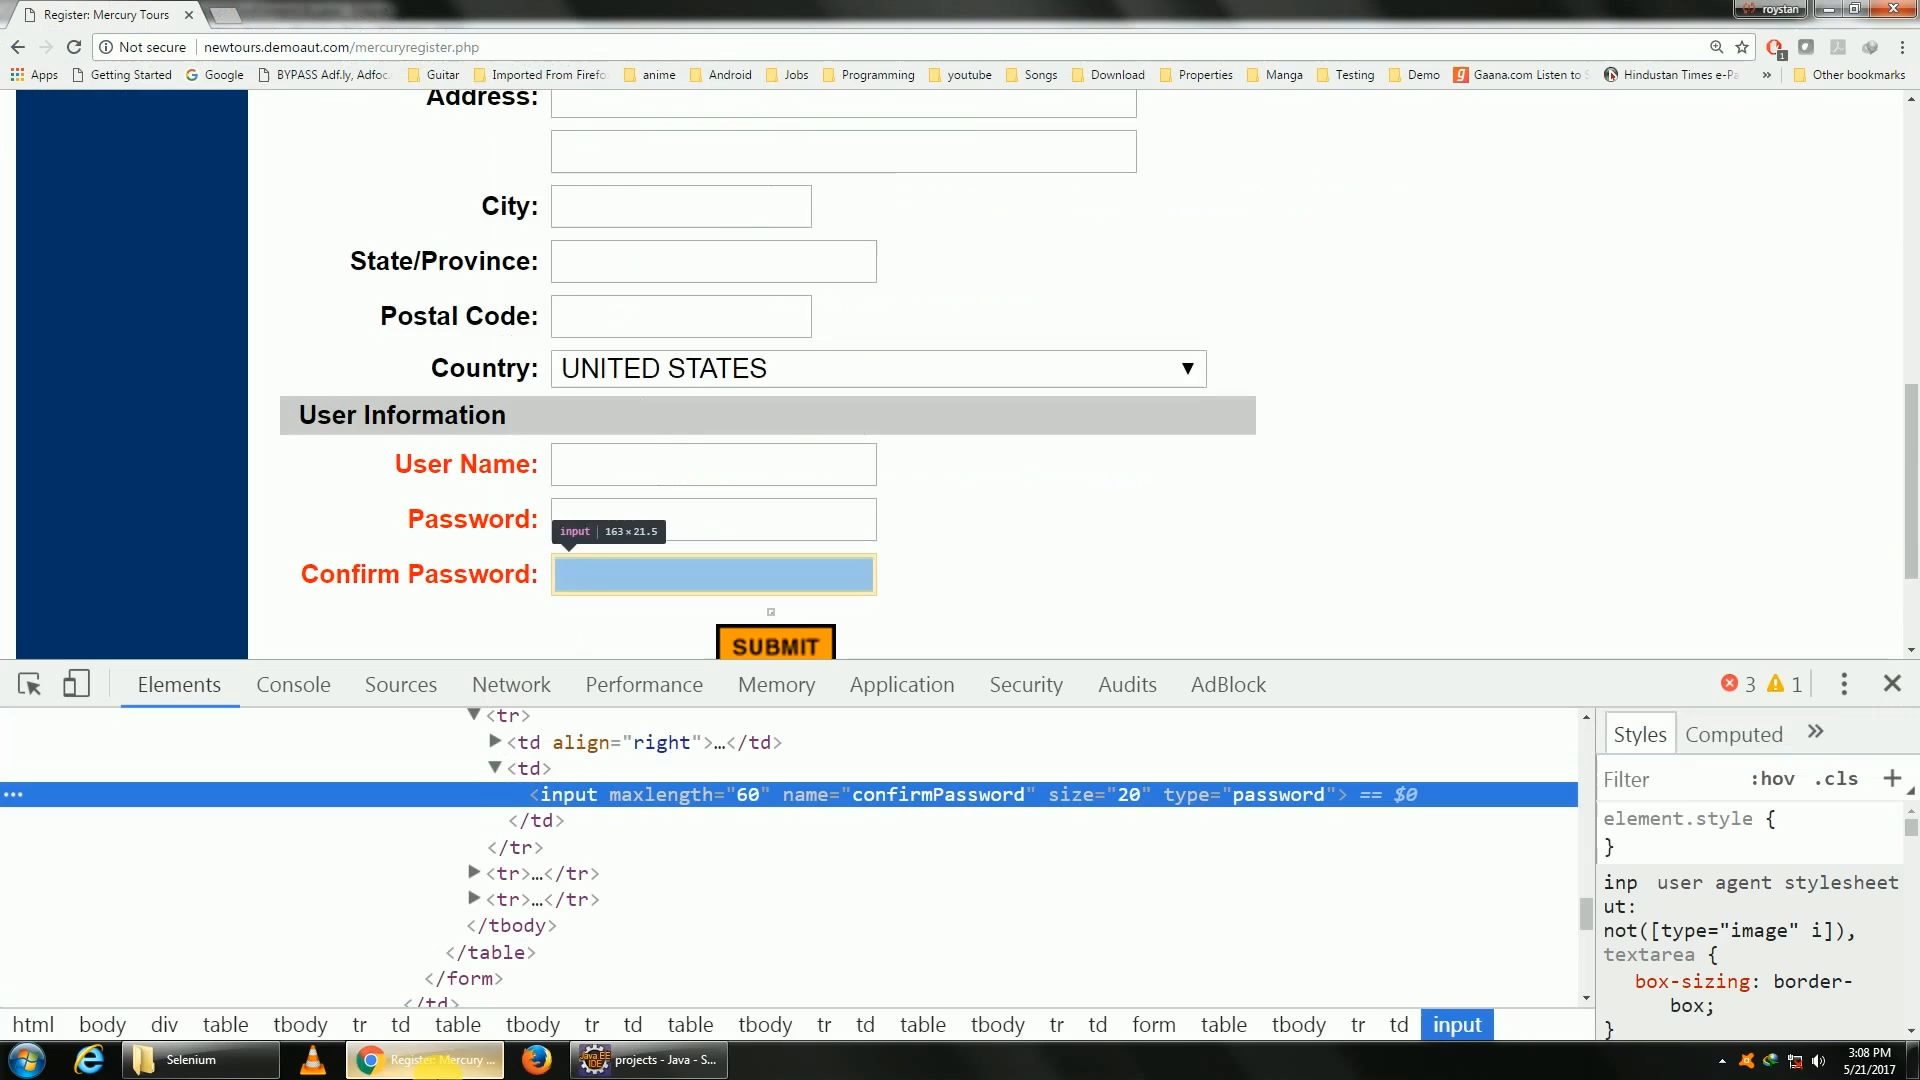 Register: Mercury Tours
roystan
Not secure
newtours.demoaut.com/mercuryregister.php
1
Apps
Getting Started
Google
BYPASS Adf.ly, Adfoc
Guitar
Imported From Firefo
anime
Android
Jobs
Programming
youtube
Songs
Download
Properties
Manga
Testing
Demo
Gaana.com Listen to S
Hindustan Times e-Pa
»
Other bookmarks
Address:
City:
State/Province:
Postal Code:
Country:
UNITED STATES
User Information
User Name:
Password:
input 163×21.5
Confirm Password:
SUBMIT
Elements
Console
Sources
Network
Performance
Memory
Application
Security
Audits
AdBlock
3
1
<tr>
<td align="right">…</td>
<td>
<input maxlength="60" name="confirmPassword" size="20" type="password"> == $0
</td>
</tr>
<tr>…</tr>
<tr>…</tr>
</tbody>
</table>
</form>
</td>
Styles
Computed
»
Filter
:hov
.cls
element.style {
}
inp user agent stylesheet
ut:
not([type="image" i]),
textarea {
box-sizing: border-
box;
}
html body div table tbody tr td table tbody tr td table tbody tr td table tbody tr td form table tbody tr td input
Selenium
Register: Mercury ...
projects - Java - S...
3:08 PM
5/21/2017